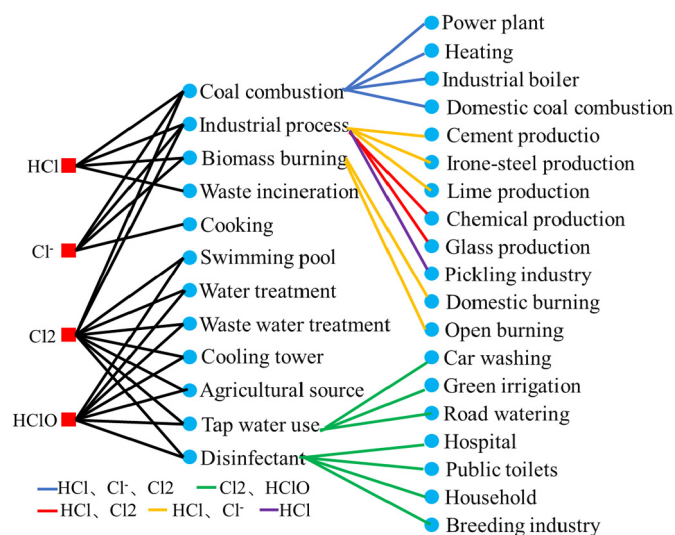 HCl
Cl-
Cl2
HClO
Coal combustion
Industrial process
Biomass burning
Waste incineration
Cooking
Swimming pool
Water treatment
Waste water treatment
Cooling tower
Agricultural source
Tap water use
Disinfectant
Power plant
Heating
Industrial boiler
Domestic coal combustion
Cement productio
Irone-steel production
Lime production
Chemical production
Glass production
Pickling industry
Domestic burning
Open burning
Car washing
Green irrigation
Road watering
Hospital
Public toilets
Household
Breeding industry
HCl、Cl-、Cl2
Cl2、HClO
HCl、Cl2
HCl、Cl-
HCl